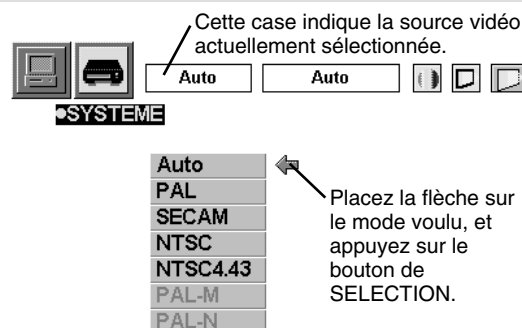 Cette case indique la source vidéo
actuellement sélectionnée.
Auto Auto
●SYSTEME
Auto
PAL
SECAM
NTSC
NTSC4.43
PAL-M
PAL-N
Placez la flèche sur
le mode voulu, et
appuyez sur le
bouton de
SELECTION.